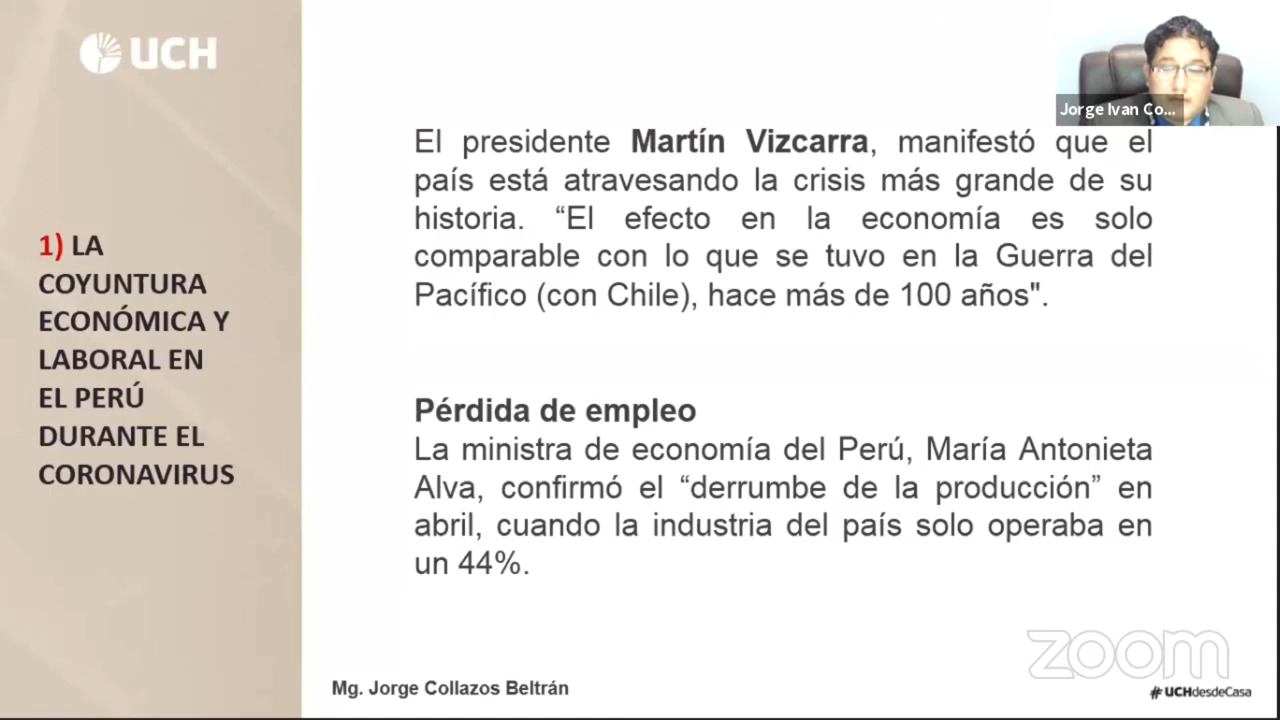 UCH
Jorge Ivan Co...
El presidente Martín Vizcarra, manifestó que el
país está atravesando la crisis más grande de su
historia. “El efecto en la economía es solo
comparable con lo que se tuvo en la Guerra del
Pacífico (con Chile), hace más de 100 años".
1) LA
COYUNTURA
ECONÓMICA Y
LABORAL EN
EL PERÚ
DURANTE EL
CORONAVIRUS
Pérdida de empleo
La ministra de economía del Perú, María Antonieta
Alva, confirmó el “derrumbe de la producción” en
abril, cuando la industria del país solo operaba en
un 44%.
zoom
Mg. Jorge Collazos Beltrán
#UCHdesdeCasa